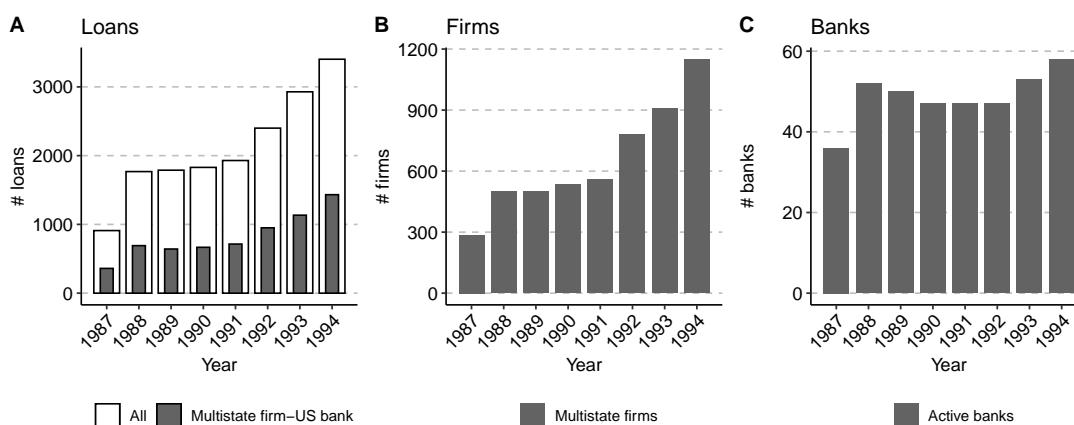 A Loans
# loans
3000
2000
1000
0
1987 1988 1989 1990 1991 1992 1993 1994
Year
All Multistate firm−US bank
B Firms
# firms
1200
900
600
300
0
1987 1988 1989 1990 1991 1992 1993 1994
Year
Multistate firms
C Banks
# banks
60
40
20
0
1987 1988 1989 1990 1991 1992 1993 1994
Year
Active banks